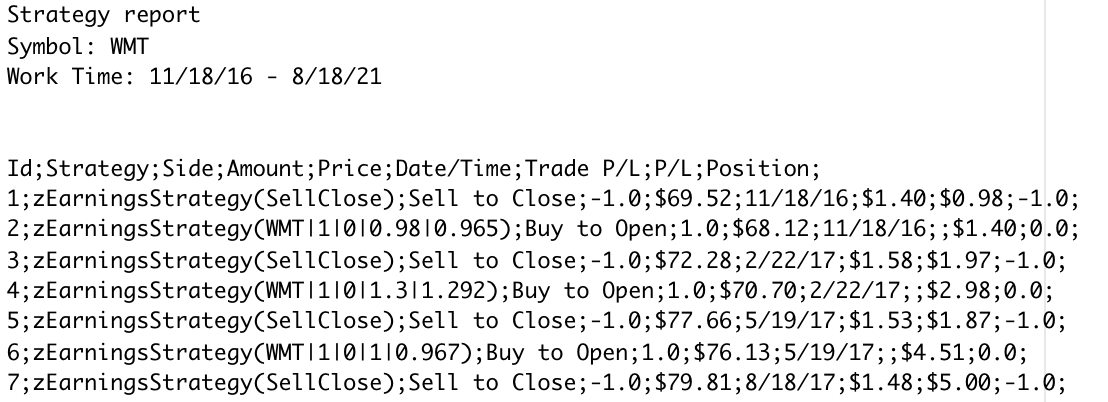 Strategy report
Symbol: WMT
Work Time: 11/18/16 - 8/18/21
Id;Strategy;Side;Amount;Price;Date/Time;Trade P/L;P/L;Position;
1;zEarningsStrategy(SellClose);Sell to Close;-1.0;$69.52;11/18/16;$1.40;$0.98;-1.0;
2;zEarningsStrategy(WMT|1|0|0.98|0.965);Buy to Open;1.0;$68.12;11/18/16;;$1.40;0.0;
3;zEarningsStrategy(SellClose);Sell to Close;-1.0;$72.28;2/22/17;$1.58;$1.97;-1.0;
4;zEarningsStrategy(WMT|1|0|1.3|1.292);Buy to Open;1.0;$70.70;2/22/17;;$2.98;0.0;
5;zEarningsStrategy(SellClose);Sell to Close;-1.0;$77.66;5/19/17;$1.53;$1.87;-1.0;
6;zEarningsStrategy(WMT|1|0|1|0.967);Buy to Open;1.0;$76.13;5/19/17;;$4.51;0.0;
7;zEarningsStrategy(SellClose);Sell to Close;-1.0;$79.81;8/18/17;$1.48;$5.00;-1.0;